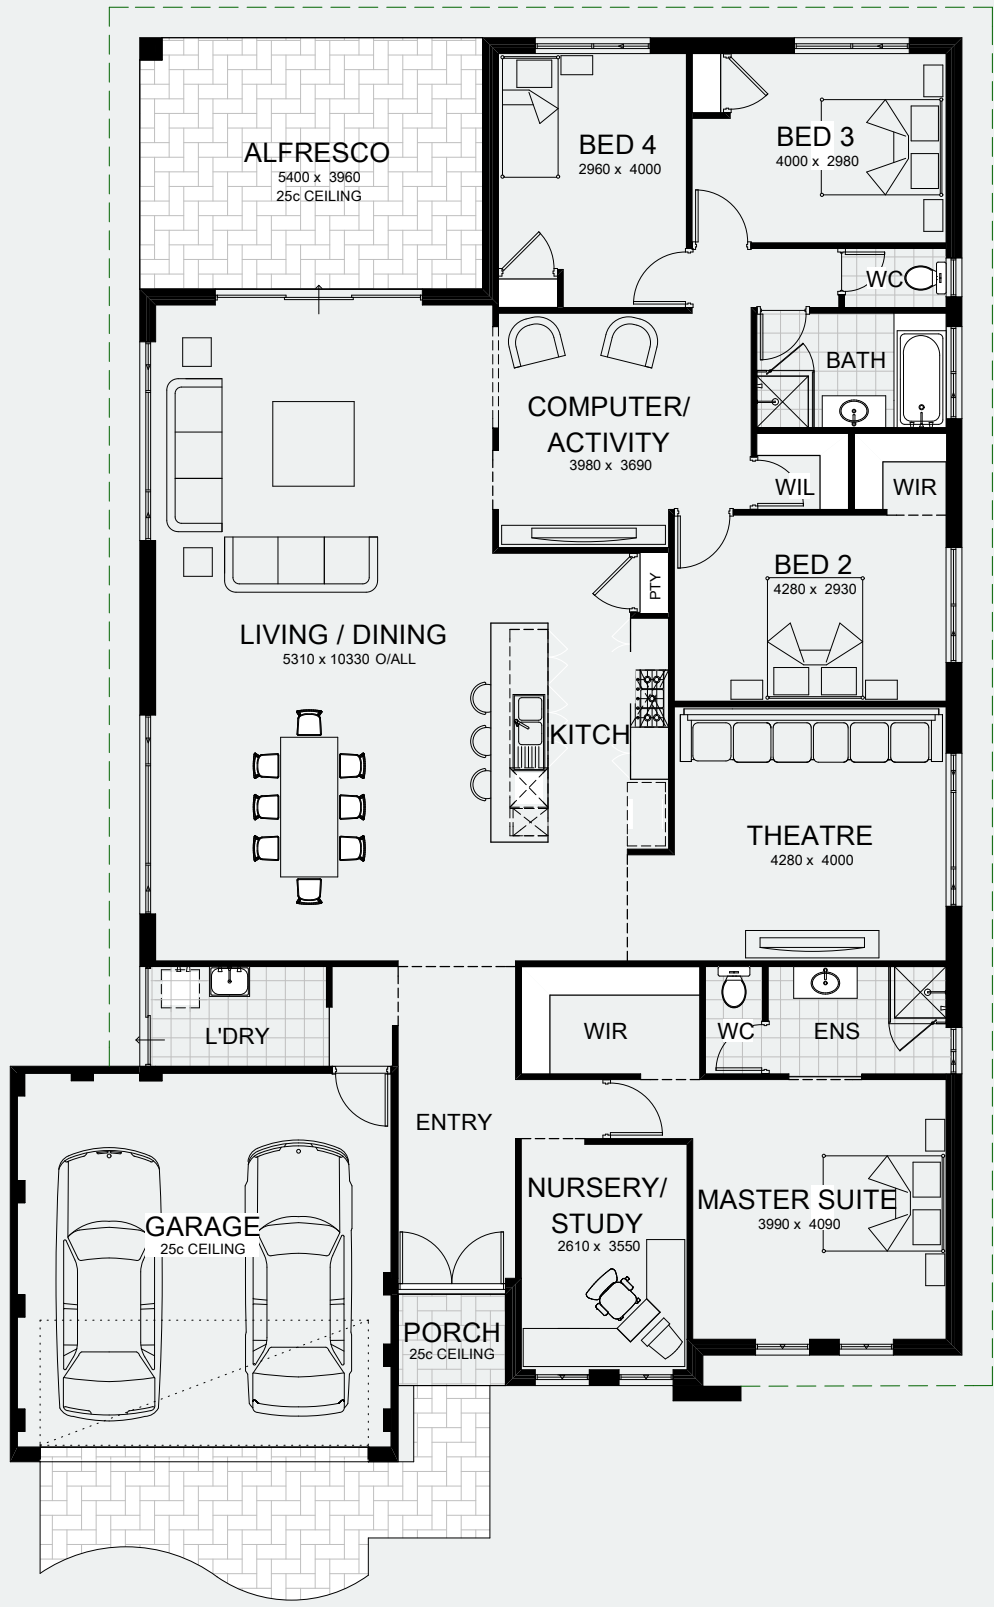 ALFRESCO
5400 x 3960
25c CEILING
BED 4
2960 x 4000
BED 3
4000 x 2980
WC
BATH
COMPUTER/
ACTIVITY
3980 x 3690
WIL
WIR
BED 2
4280 x 2930
PTY
LIVING / DINING
5310 x 10330 O/ALL
KITCH
THEATRE
4280 x 4000
L'DRY
WIR
WC
ENS
ENTRY
NURSERY/
STUDY
2610 x 3550
MASTER SUITE
3990 x 4090
GARAGE
25c CEILING
PORCH
25c CEILING